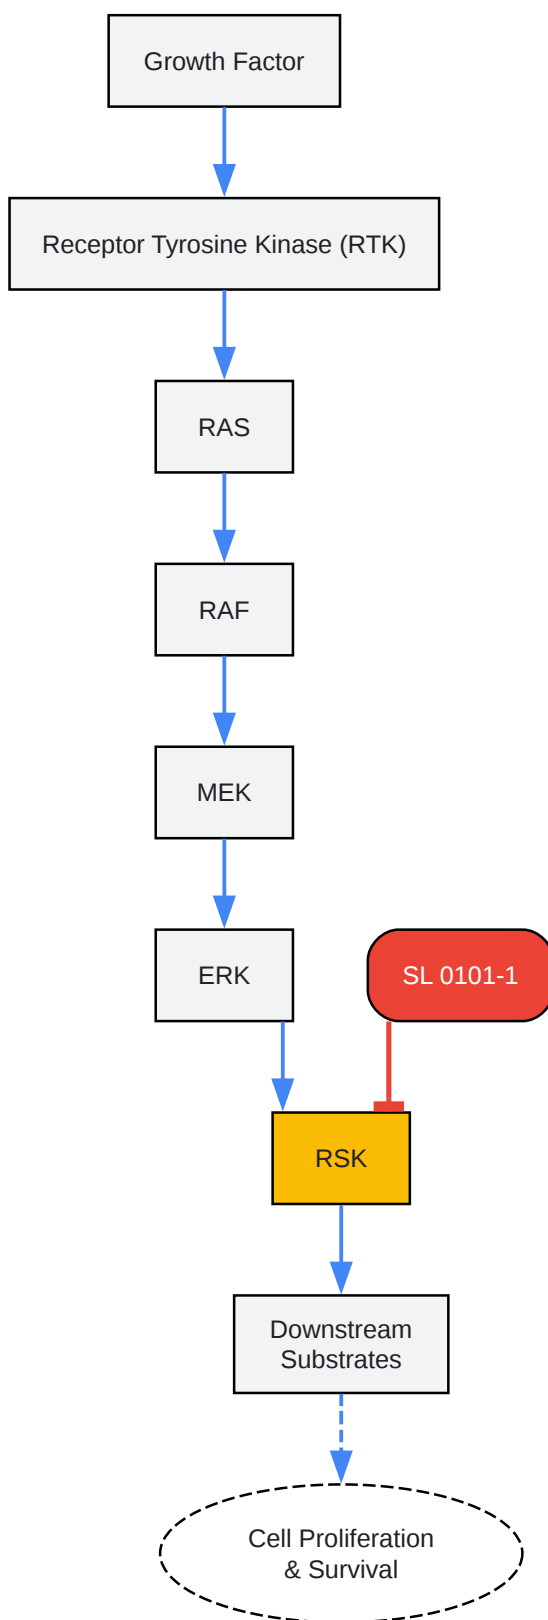 Growth Factor
Receptor Tyrosine Kinase (RTK)
RAS
RAF
MEK
ERK
SL 0101-1
RSK
Downstream
Substrates
Cell Proliferation
& Survival